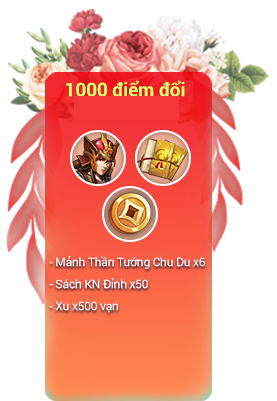 1000 điểm đổi
- Mảnh Thần Tướng Chu Du x6
- Sách KN Đỉnh x50
- Xu x500 vạn